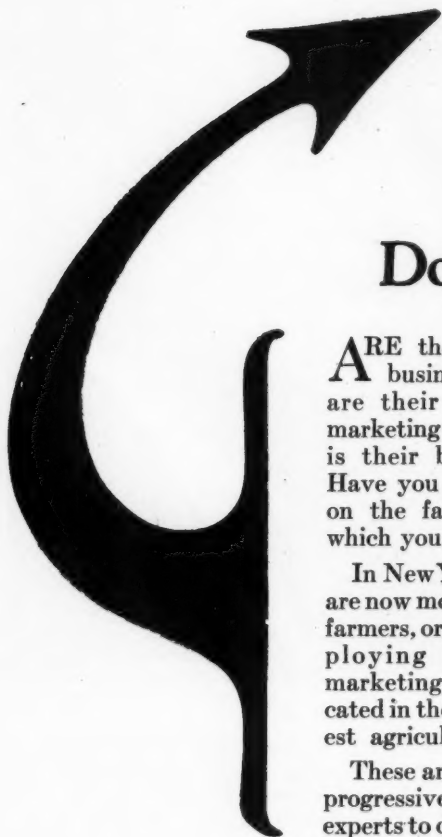 Do
ARE th
busin
are their
marketing
is their b
Have you
on the fa
which you
In New Y
are now mo
farmers, or
ploying
marketing
cated in the
est agricul
These ar
progressive
experts to c